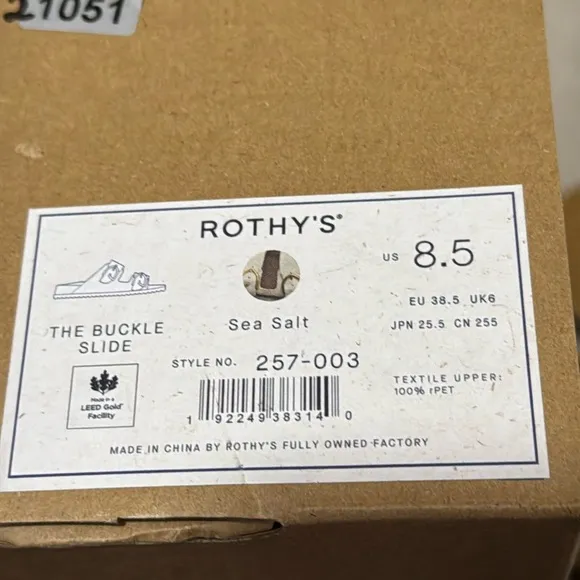 21051
ROTHY'S®
US 8.5
EU 38.5 UK6
JPN 25.5 CN 255
Sea Salt
THE BUCKLE
SLIDE
STYLE NO. 257-003
TEXTILE UPPER:
100% rPET
Made in a
LEED Gold®
Facility
1 92249 38314 0
MADE IN CHINA BY ROTHY'S FULLY OWNED FACTORY